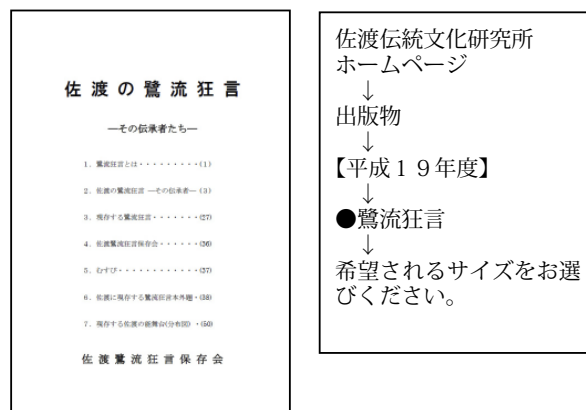 佐渡の鷺流狂言
―その伝承者たち―
1．鷺流狂言とは・・・・・・・・・(1)
2．佐渡の鷺流狂言 ―その伝承者―(3)
3．現存する鷺流狂言・・・・・・(27)
4．佐渡鷺流狂言保存会・・・・・・(36)
5．むすび・・・・・・・・・・・(37)
6．佐渡に現存する鷺流狂言本外題・(38)
7．現存する佐渡の能舞台(分布図)・(50)
佐渡鷺流狂言保存会
佐渡伝統文化研究所
ホームページ
↓
出版物
↓
【平成１９年度】
↓
●鷺流狂言
↓
希望されるサイズをお選
びください。